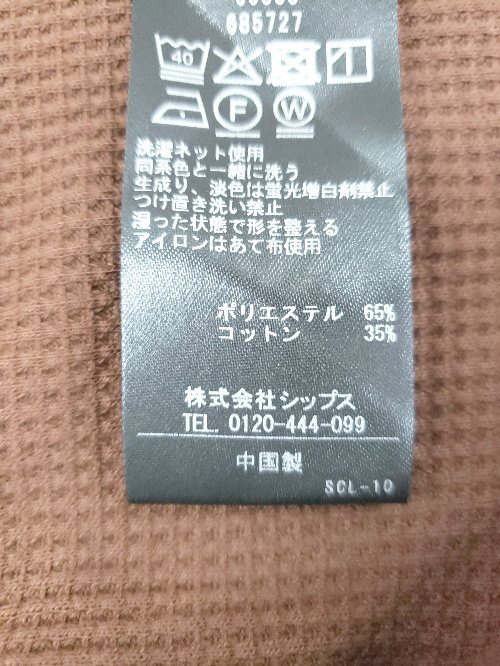 685727
40
F W
洗濯ネット使用
同系色と一緒に洗う
生成り、淡色は蛍光増白剤禁止
つけ置き洗い禁止
湿った状態で形を整える
アイロンはあて布使用
ポリエステル 65%
コットン 35%
株式会社シップス
TEL. 0120-444-099
中国製
SCL-10